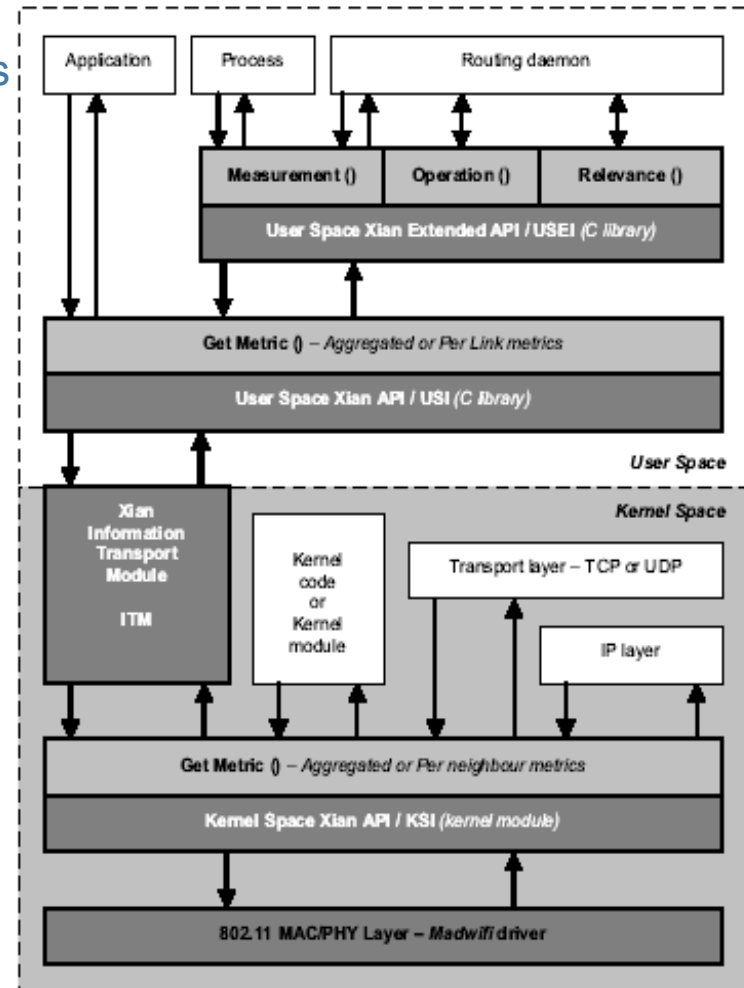 s
Application
Process
Routing daemon
Measurement ()
Operation ()
Relevance ()
User Space Xian Extended API / USEI (C library)
Get Metric () – Aggregated or Per Link metrics
User Space Xian API / USI (C library)
User Space
Kernel Space
Xian
Information
Transport
Module
ITM
Kernel
code
or
Kernel
module
Transport layer – TCP or UDP
IP layer
Get Metric () – Aggregated or Per neighbour metrics
Kernel Space Xian API / KSI (kernel module)
802.11 MAC/PHY Layer – Madwifi driver